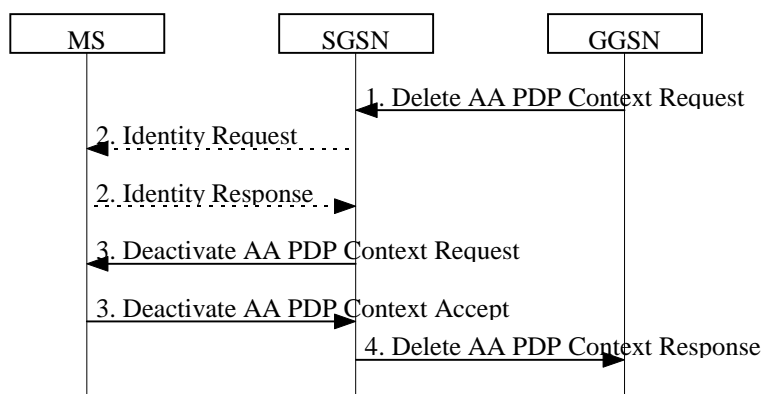 MS
SGSN
GGSN
1. Delete AA PDP Context Request
2. Identity Request
2. Identity Response
3. Deactivate AA PDP Context Request
3. Deactivate AA PDP Context Accept
4. Delete AA PDP Context Response